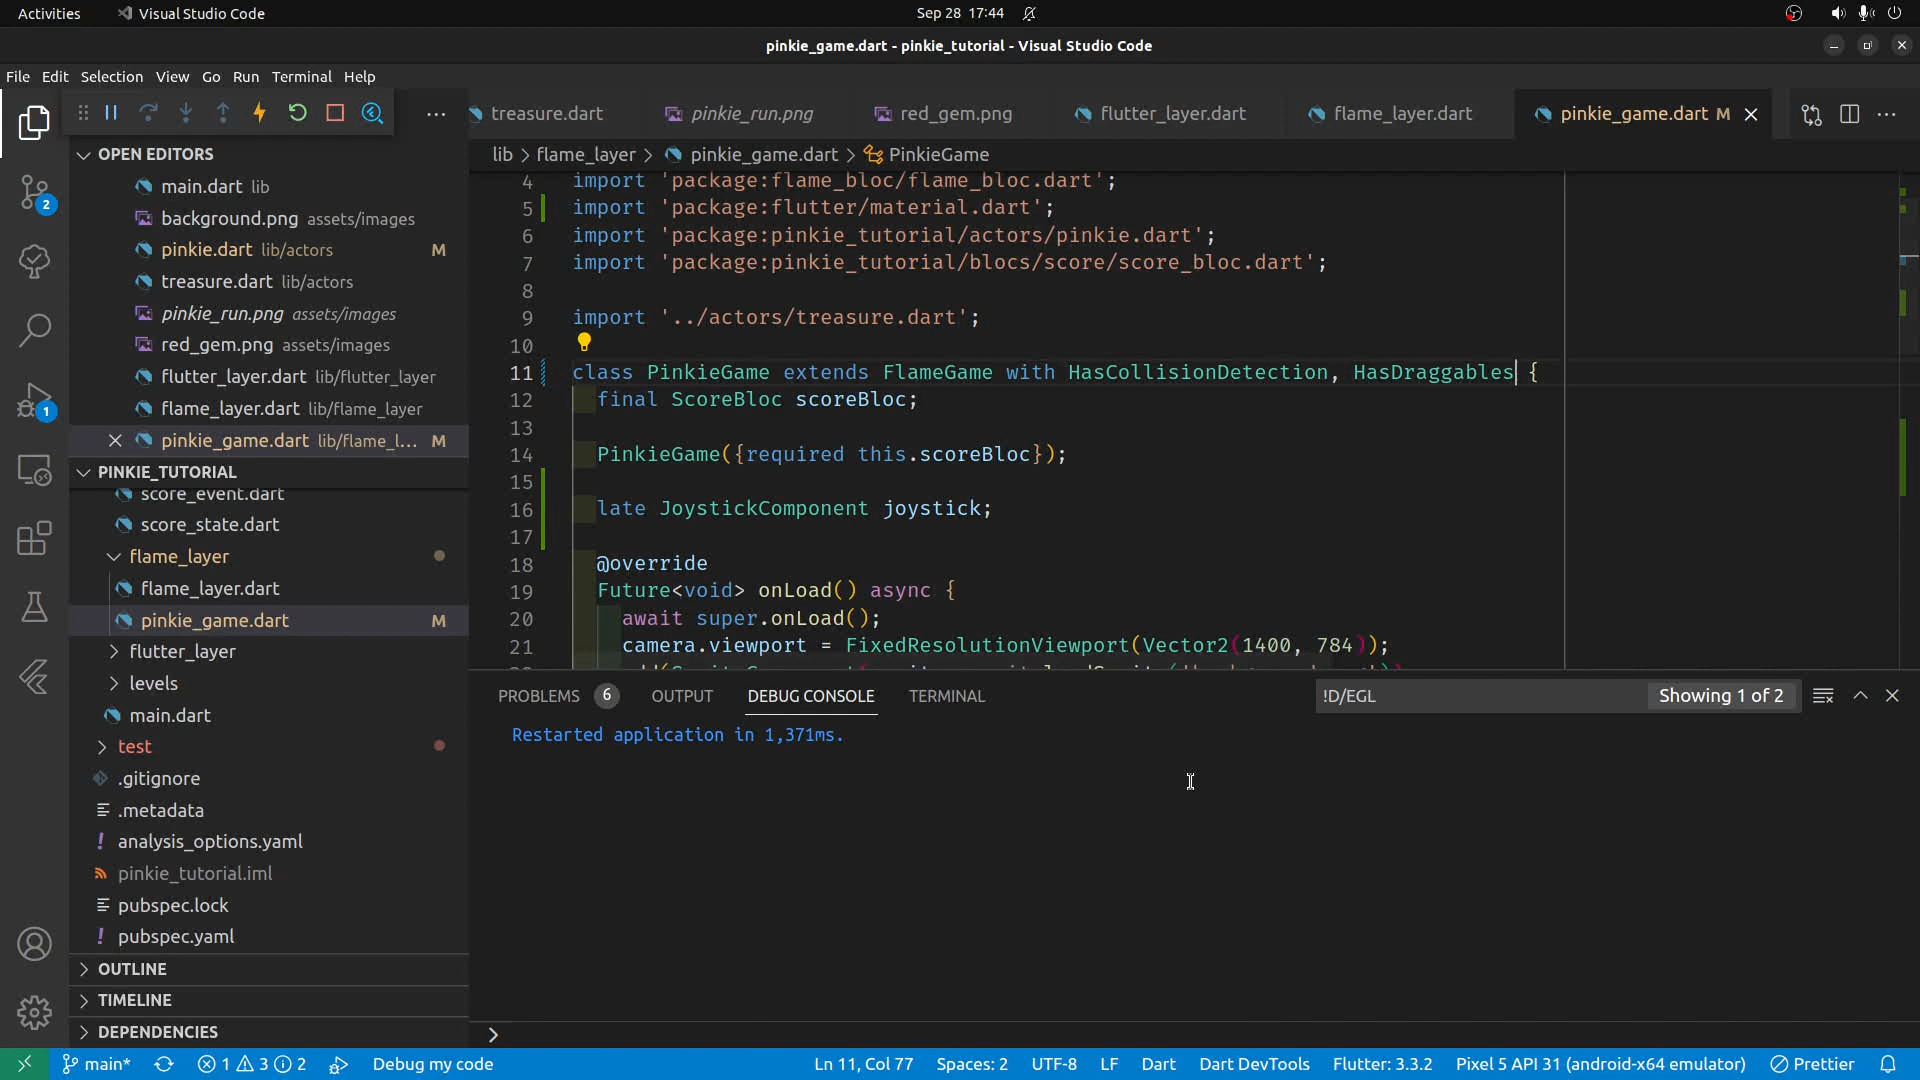 Activities
Visual Studio Code
Sep 28 17:44
pinkie_game.dart - pinkie_tutorial - Visual Studio Code
File Edit Selection View Go Run Terminal Help
treasure.dart
pinkie_run.png
red_gem.png
flutter_layer.dart
flame_layer.dart
pinkie_game.dart M
lib > flame_layer > pinkie_game.dart > PinkieGame
OPEN EDITORS
main.dart lib
background.png assets/images
pinkie.dart lib/actors M
treasure.dart lib/actors
pinkie_run.png assets/images
red_gem.png assets/images
flutter_layer.dart lib/flutter_layer
flame_layer.dart lib/flame_layer
pinkie_game.dart lib/flame_l... M
2
1
PINKIE_TUTORIAL
score_event.dart
score_state.dart
flame_layer
flame_layer.dart
pinkie_game.dart M
flutter_layer
levels
main.dart
test
.gitignore
.metadata
! analysis_options.yaml
pinkie_tutorial.iml
pubspec.lock
! pubspec.yaml
OUTLINE
TIMELINE
DEPENDENCIES
4 import 'package:flame_bloc/flame_bloc.dart';
5 import 'package:flutter/material.dart';
6 import 'package:pinkie_tutorial/actors/pinkie.dart';
7 import 'package:pinkie_tutorial/blocs/score/score_bloc.dart';
8
9 import '../actors/treasure.dart';
10
11 class PinkieGame extends FlameGame with HasCollisionDetection, HasDraggables {
12 final ScoreBloc scoreBloc;
13
14 PinkieGame({required this.scoreBloc});
15
16 late JoystickComponent joystick;
17
18 @override
19 Future<void> onLoad() async {
20 await super.onLoad();
21 camera.viewport = FixedResolutionViewport(Vector2(1400, 784));
PROBLEMS 6 OUTPUT DEBUG CONSOLE TERMINAL
!D/EGL
Showing 1 of 2
Restarted application in 1,371ms.
main* 1 3 2 Debug my code Ln 11, Col 77 Spaces: 2 UTF-8 LF Dart Dart DevTools Flutter: 3.3.2 Pixel 5 API 31 (android-x64 emulator) Prettier